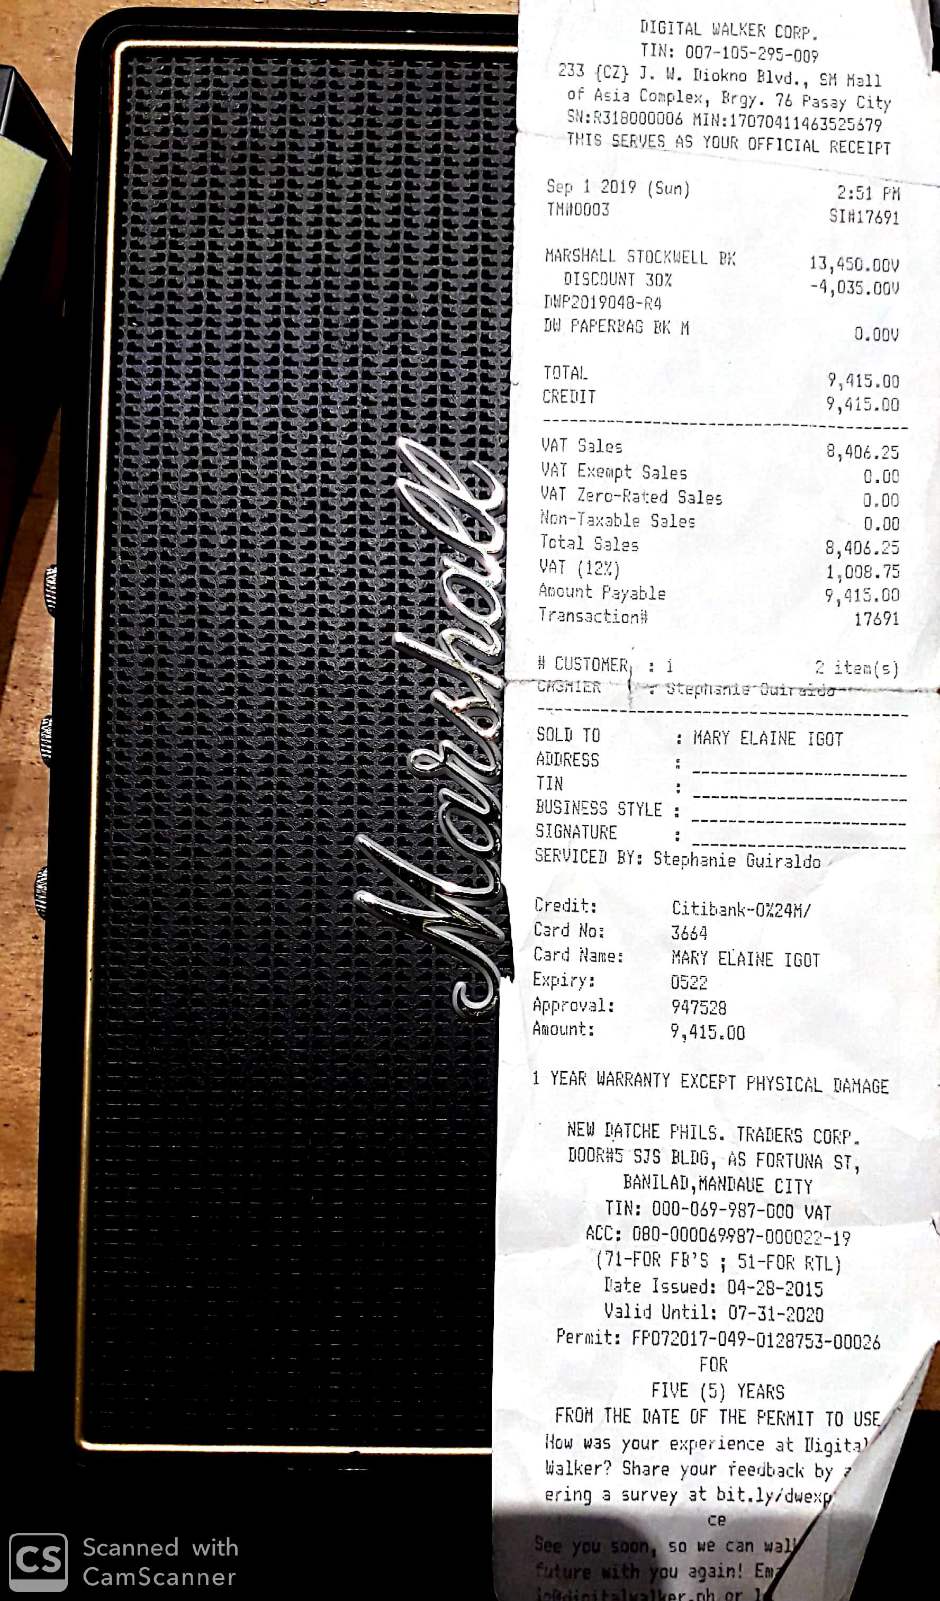 Marshall
DIGITAL WALKER CORP.
TIN: 007-105-295-009
233 {CZ} J. W. Diokno Blvd., SM Mall
of Asia Complex, Brgy. 76 Pasay City
SN:R318000006 MIN:17070411463525679
THIS SERVES AS YOUR OFFICIAL RECEIPT
Sep 1 2019 (Sun) 2:51 PM
TM#0003 SI#17691
MARSHALL STOCKWELL BK 13,450.00V
DISCOUNT 30% -4,035.00V
DWP2019048-R4
DW PAPERBAG BK M 0.00V
TOTAL 9,415.00
CREDIT 9,415.00
VAT Sales 8,406.25
VAT Exempt Sales 0.00
VAT Zero-Rated Sales 0.00
Non-Taxable Sales 0.00
Total Sales 8,406.25
VAT (12%) 1,008.75
Amount Payable 9,415.00
Transaction# 17691
# CUSTOMER : 1 2 item(s)
CASHIER : Stephanie Guiraldo
SOLD TO : MARY ELAINE IGOT
ADDRESS :
TIN :
BUSINESS STYLE :
SIGNATURE :
SERVICED BY: Stephanie Guiraldo
Credit: Citibank-0%24M/
Card No: 3664
Card Name: MARY ELAINE IGOT
Expiry: 0522
Approval: 947528
Amount: 9,415.00
1 YEAR WARRANTY EXCEPT PHYSICAL DAMAGE
NEW DATCHE PHILS. TRADERS CORP.
DOOR#5 SJS BLDG, AS FORTUNA ST,
BANILAD,MANDAUE CITY
TIN: 000-069-987-000 VAT
ACC: 080-000069987-000022-19
(71-FOR FB'S ; 51-FOR RTL)
Date Issued: 04-28-2015
Valid Until: 07-31-2020
Permit: FP072017-049-0128753-00026
FOR
FIVE (5) YEARS
FROM THE DATE OF THE PERMIT TO USE
How was your experience at Digital
Walker? Share your feedback by
ering a survey at bit.ly/dwexp
ce
See you soon, so we can wal
future with you again! Ema
@digitalwalker.ph or
CS Scanned with
CamScanner